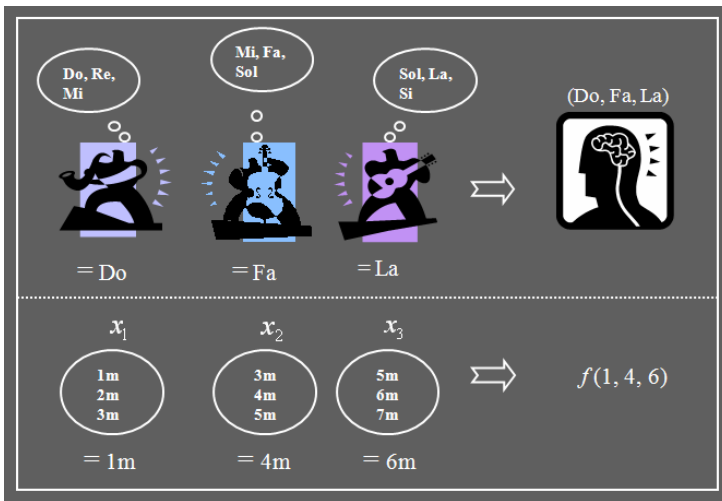 Do, Re,
Mi
Mi, Fa,
Sol
Sol, La,
Si
(Do, Fa, La)
= Do
= Fa
= La
x₁
x₂
x₃
1m
2m
3m
3m
4m
5m
5m
6m
7m
f(1, 4, 6)
= 1m
= 4m
= 6m